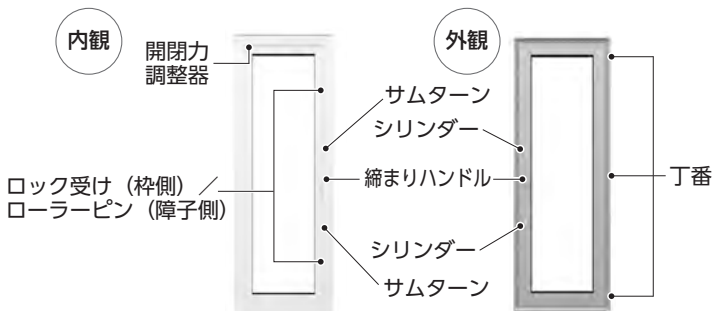 内観
開閉力
調整器
外観
サムターン
シリンダー
ロック受け（枠側）／
ローラーピン（障子側）
締まりハンドル
丁番
シリンダー
サムターン